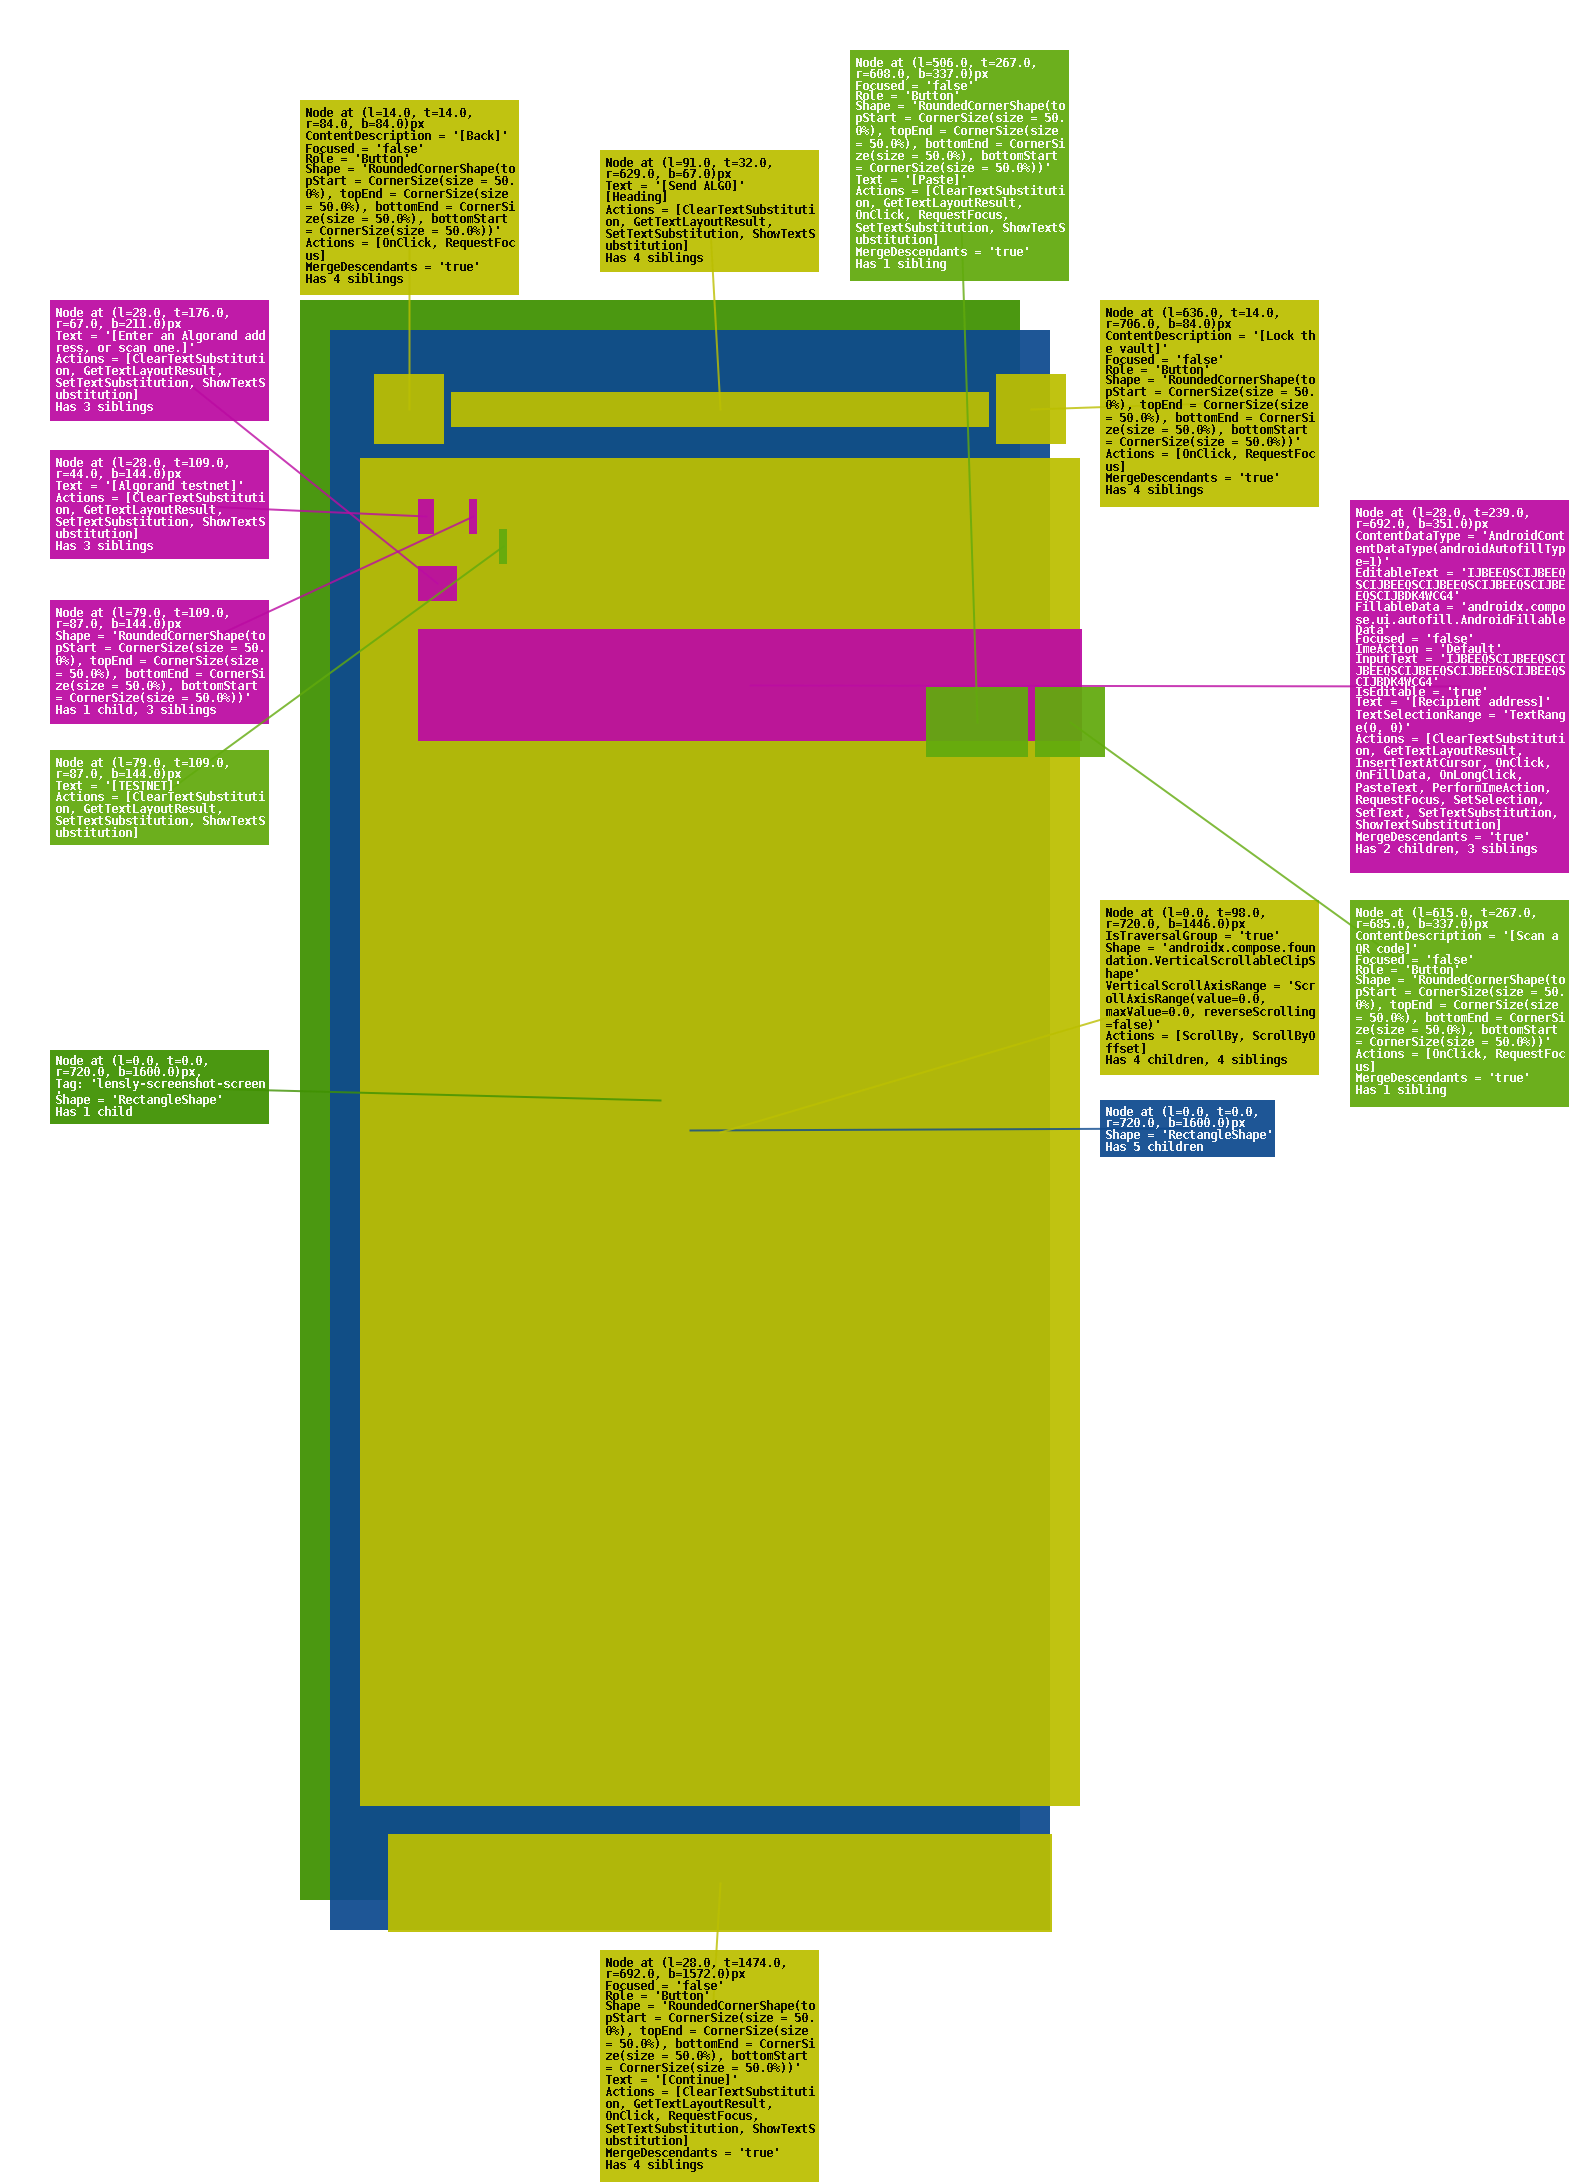 Node at (l=506.0, t=267.0,
r=608.0, b=337.0)px
Focused = 'false'
Role = 'Button'
Shape = 'RoundedCornerShape(to
pStart = CornerSize(size = 50.
0%), topEnd = CornerSize(size
= 50.0%), bottomEnd = CornerSi
ze(size = 50.0%), bottomStart
= CornerSize(size = 50.0%))'
Text = '[Paste]'
Actions = [ClearTextSubstituti
on, GetTextLayoutResult,
OnClick, RequestFocus,
SetTextSubstitution, ShowTextS
ubstitution]
MergeDescendants = 'true'
Has 1 sibling
Node at (l=14.0, t=14.0,
r=84.0, b=84.0)px
ContentDescription = '[Back]'
Focused = 'false'
Role = 'Button'
Shape = 'RoundedCornerShape(to
pStart = CornerSize(size = 50.
0%), topEnd = CornerSize(size
= 50.0%), bottomEnd = CornerSi
ze(size = 50.0%), bottomStart
= CornerSize(size = 50.0%))'
Actions = [OnClick, RequestFoc
us]
MergeDescendants = 'true'
Has 4 siblings
Node at (l=91.0, t=32.0,
r=629.0, b=67.0)px
Text = '[Send ALGO]'
[Heading]
Actions = [ClearTextSubstituti
on, GetTextLayoutResult,
SetTextSubstitution, ShowTextS
ubstitution]
Has 4 siblings
Node at (l=28.0, t=176.0,
r=67.0, b=211.0)px
Text = '[Enter an Algorand add
ress, or scan one.]'
Actions = [ClearTextSubstituti
on, GetTextLayoutResult,
SetTextSubstitution, ShowTextS
ubstitution]
Has 3 siblings
Node at (l=636.0, t=14.0,
r=706.0, b=84.0)px
ContentDescription = '[Lock th
e vault]'
Focused = 'false'
Role = 'Button'
Shape = 'RoundedCornerShape(to
pStart = CornerSize(size = 50.
0%), topEnd = CornerSize(size
= 50.0%), bottomEnd = CornerSi
ze(size = 50.0%), bottomStart
= CornerSize(size = 50.0%))'
Actions = [OnClick, RequestFoc
us]
MergeDescendants = 'true'
Has 4 siblings
Node at (l=28.0, t=109.0,
r=44.0, b=144.0)px
Text = '[Algorand testnet]'
Actions = [ClearTextSubstituti
on, GetTextLayoutResult,
SetTextSubstitution, ShowTextS
ubstitution]
Has 3 siblings
Node at (l=28.0, t=239.0,
r=692.0, b=351.0)px
ContentDataType = 'AndroidCont
entDataType(androidAutofillTyp
e=1)'
EditableText = 'IJBEEQSCIJBEEQ
SCIJBEEQSCIJBEEQSCIJBEEQSCIJBE
EQSCIJBDK4WCG4'
FillableData = 'androidx.compo
se.ui.autofill.AndroidFillable
Data'
Focused = 'false'
ImeAction = 'Default'
InputText = 'IJBEEQSCIJBEEQSCI
JBEEQSCIJBEEQSCIJBEEQSCIJBEEQS
CIJBDK4WCG4'
IsEditable = 'true'
Text = '[Recipient address]'
TextSelectionRange = 'TextRang
e(0, 0)'
Actions = [ClearTextSubstituti
on, GetTextLayoutResult,
InsertTextAtCursor, OnClick,
OnFillData, OnLongClick,
PasteText, PerformImeAction,
RequestFocus, SetSelection,
SetText, SetTextSubstitution,
ShowTextSubstitution]
MergeDescendants = 'true'
Has 2 children, 3 siblings
Node at (l=79.0, t=109.0,
r=87.0, b=144.0)px
Shape = 'RoundedCornerShape(to
pStart = CornerSize(size = 50.
0%), topEnd = CornerSize(size
= 50.0%), bottomEnd = CornerSi
ze(size = 50.0%), bottomStart
= CornerSize(size = 50.0%))'
Has 1 child, 3 siblings
Node at (l=79.0, t=109.0,
r=87.0, b=144.0)px
Text = '[TESTNET]'
Actions = [ClearTextSubstituti
on, GetTextLayoutResult,
SetTextSubstitution, ShowTextS
ubstitution]
Node at (l=0.0, t=98.0,
r=720.0, b=1446.0)px
IsTraversalGroup = 'true'
Shape = 'androidx.compose.foun
dation.VerticalScrollableClipS
hape'
VerticalScrollAxisRange = 'Scr
ollAxisRange(value=0.0,
maxValue=0.0, reverseScrolling
=false)'
Actions = [ScrollBy, ScrollByO
ffset]
Has 4 children, 4 siblings
Node at (l=615.0, t=267.0,
r=685.0, b=337.0)px
ContentDescription = '[Scan a
QR code]'
Focused = 'false'
Role = 'Button'
Shape = 'RoundedCornerShape(to
pStart = CornerSize(size = 50.
0%), topEnd = CornerSize(size
= 50.0%), bottomEnd = CornerSi
ze(size = 50.0%), bottomStart
= CornerSize(size = 50.0%))'
Actions = [OnClick, RequestFoc
us]
MergeDescendants = 'true'
Has 1 sibling
Node at (l=0.0, t=0.0,
r=720.0, b=1600.0)px,
Tag: 'lensly-screenshot-screen
'
Shape = 'RectangleShape'
Has 1 child
Node at (l=0.0, t=0.0,
r=720.0, b=1600.0)px
Shape = 'RectangleShape'
Has 5 children
Node at (l=28.0, t=1474.0,
r=692.0, b=1572.0)px
Focused = 'false'
Role = 'Button'
Shape = 'RoundedCornerShape(to
pStart = CornerSize(size = 50.
0%), topEnd = CornerSize(size
= 50.0%), bottomEnd = CornerSi
ze(size = 50.0%), bottomStart
= CornerSize(size = 50.0%))'
Text = '[Continue]'
Actions = [ClearTextSubstituti
on, GetTextLayoutResult,
OnClick, RequestFocus,
SetTextSubstitution, ShowTextS
ubstitution]
MergeDescendants = 'true'
Has 4 siblings